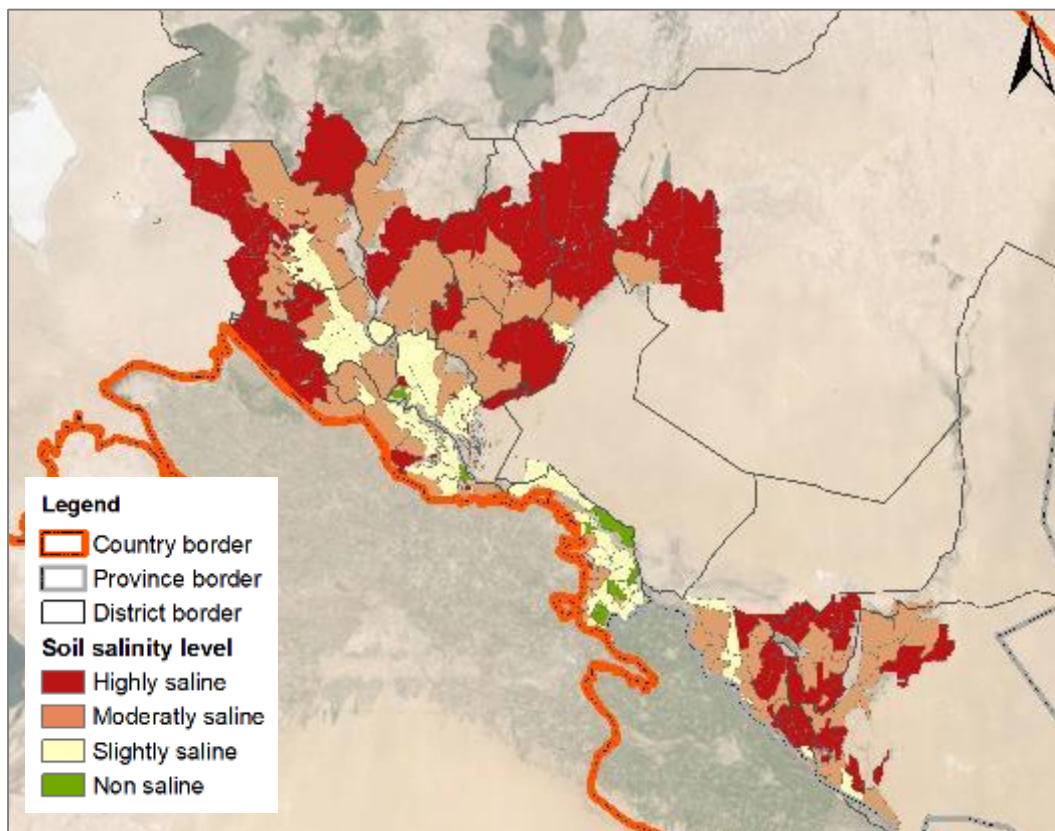 Legend
Country border
Province border
District border
Soil salinity level
Highly saline
Moderatly saline
Slightly saline
Non saline